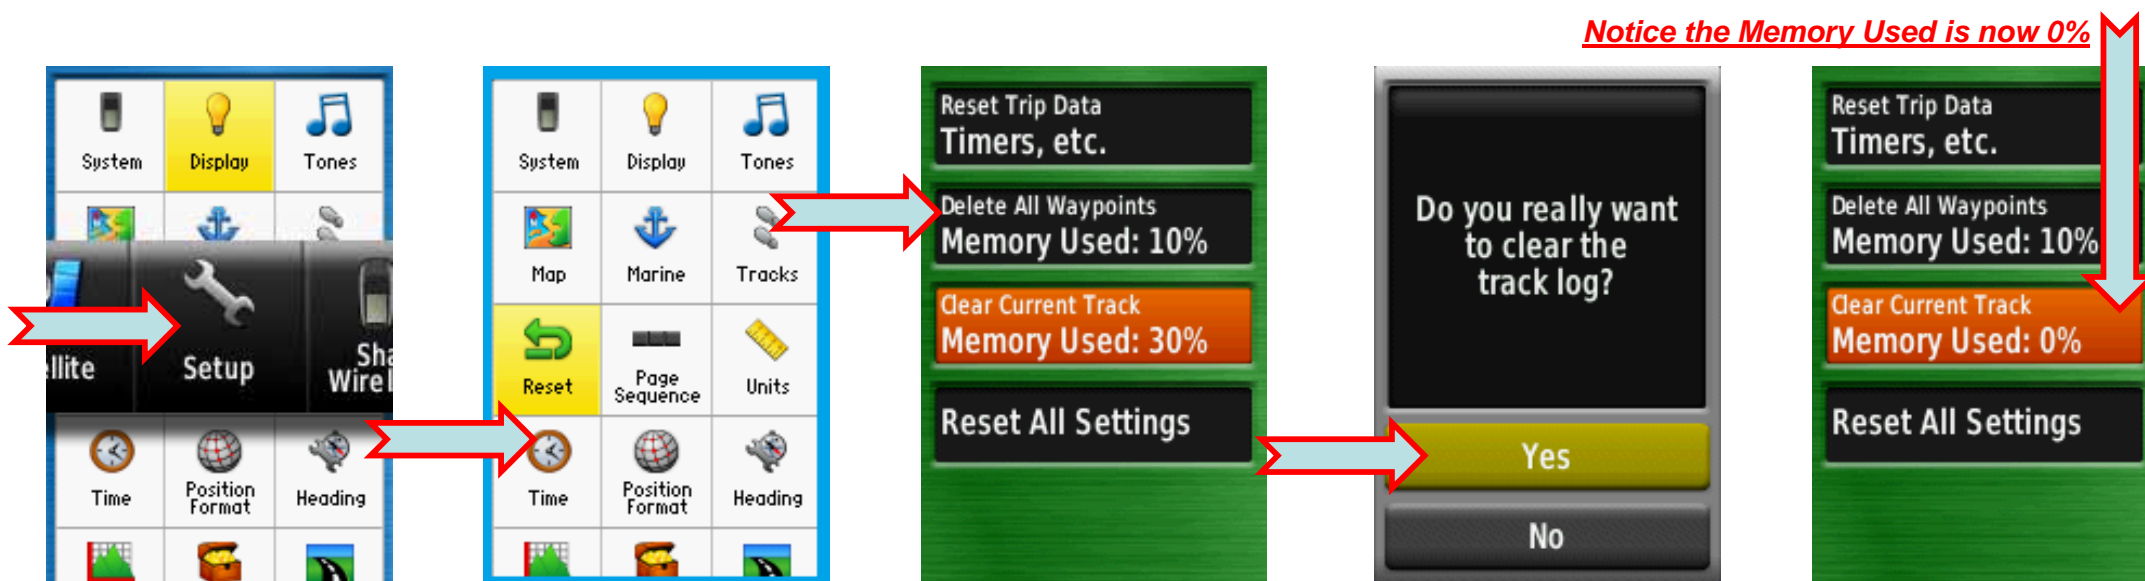 Notice the Memory Used is now 0%
System
Display
Tones
llite
Setup
Sha
Wirel
Time
Position
Format
Heading
System
Display
Tones
Map
Marine
Tracks
Reset
Page
Sequence
Units
Time
Position
Format
Heading
Reset Trip Data
Timers, etc.
Delete All Waypoints
Memory Used: 10%
Clear Current Track
Memory Used: 30%
Reset All Settings
Do you really want
to clear the
track log?
Yes
No
Reset Trip Data
Timers, etc.
Delete All Waypoints
Memory Used: 10%
Clear Current Track
Memory Used: 0%
Reset All Settings